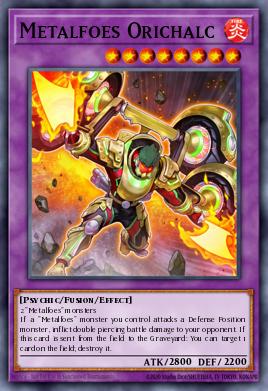 Metalfoes Orichalc
FIRE
炎
[Psychic/Fusion/Effect]
2 "Metalfoes" monsters
If a "Metalfoes" monster you control attacks a Defense Position
monster, inflict double piercing battle damage to your opponent. If
this card is sent from the field to the Graveyard: You can target 1
card on the field; destroy it.
ATK/2800 DEF/2200